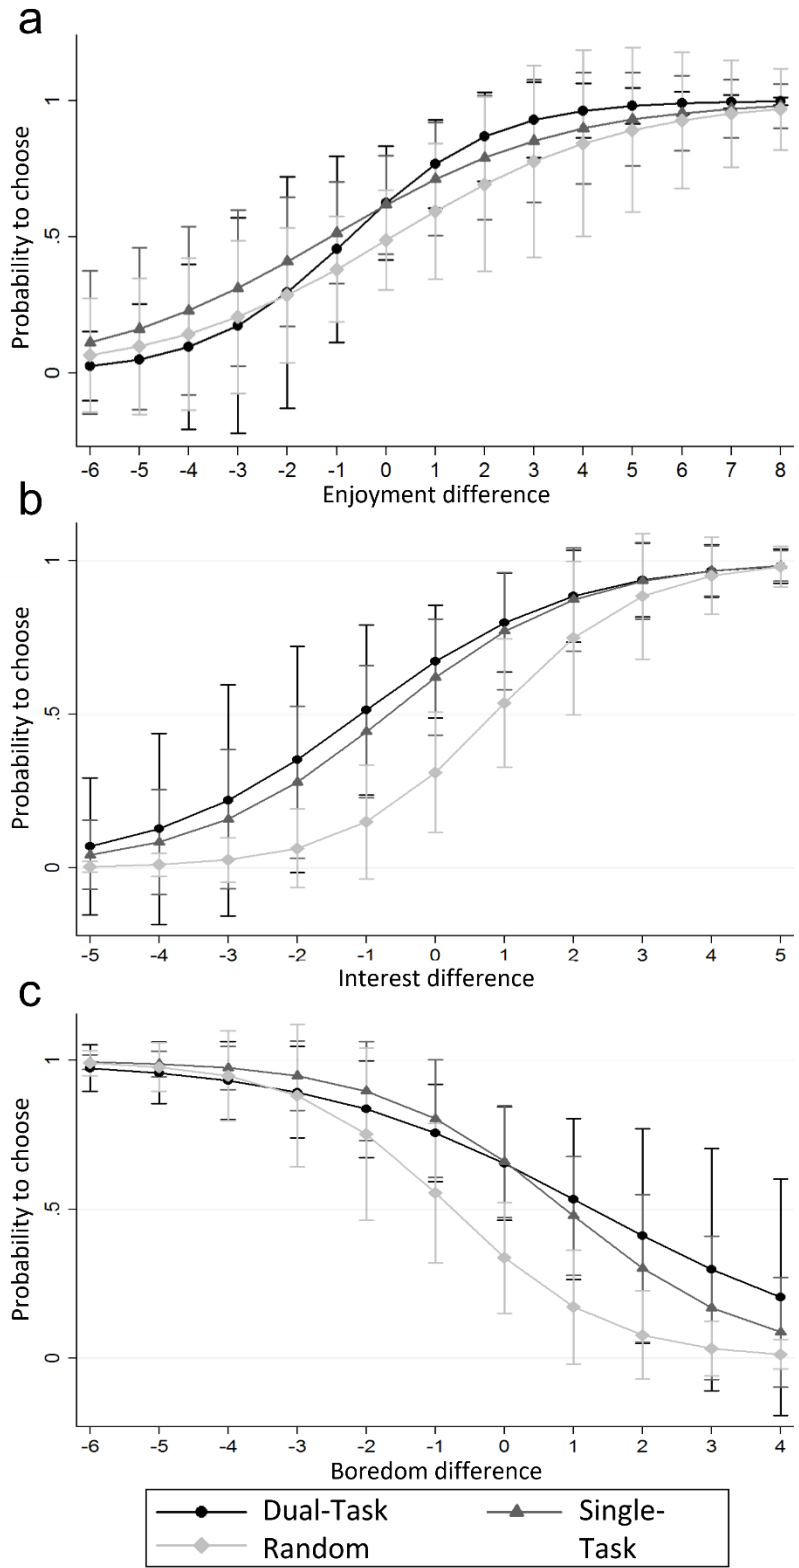 a
Probability to choose
1
.5
0
-6 -5 -4 -3 -2 -1 0 1 2 3 4 5 6 7 8
Enjoyment difference
b
Probability to choose
1
.5
0
-5 -4 -3 -2 -1 0 1 2 3 4 5
Interest difference
c
Probability to choose
1
.5
0
-6 -5 -4 -3 -2 -1 0 1 2 3 4
Boredom difference
Dual-Task Single-
Random Task